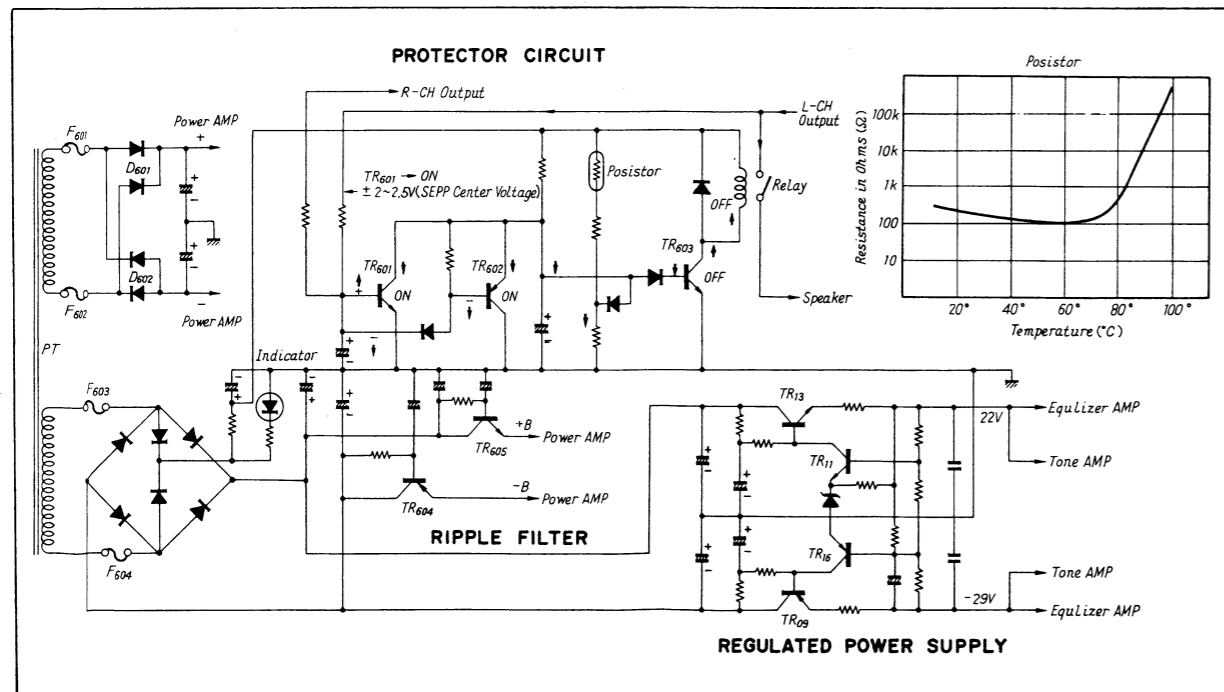 PROTECTOR CIRCUIT
Posistor
R-CH Output
L-CH
Output
F601
Power AMP
+
D601
+
-
+
-
D602
F602
-
Power AMP
PT
TR601 → ON
± 2~2.5V(SEPP Center Voltage)
Posistor
OFF
Relay
TR601
+
ON
TR602
-
ON
TR603
OFF
+
-
Speaker
+
-
-
Indicator
Resistance in Ohms (Ω)
100k
10k
1k
100
10
20°
40°
60°
80°
100°
Temperature (°C)
F603
-
+
-
+
+
-
F604
+B
Power AMP
TR605
-B
Power AMP
TR604
RIPPLE FILTER
TR13
22V
Equlizer AMP
TR11
Tone AMP
+
-
+
-
+
-
+
-
TR16
Tone AMP
-29V
Equlizer AMP
TR09
REGULATED POWER SUPPLY